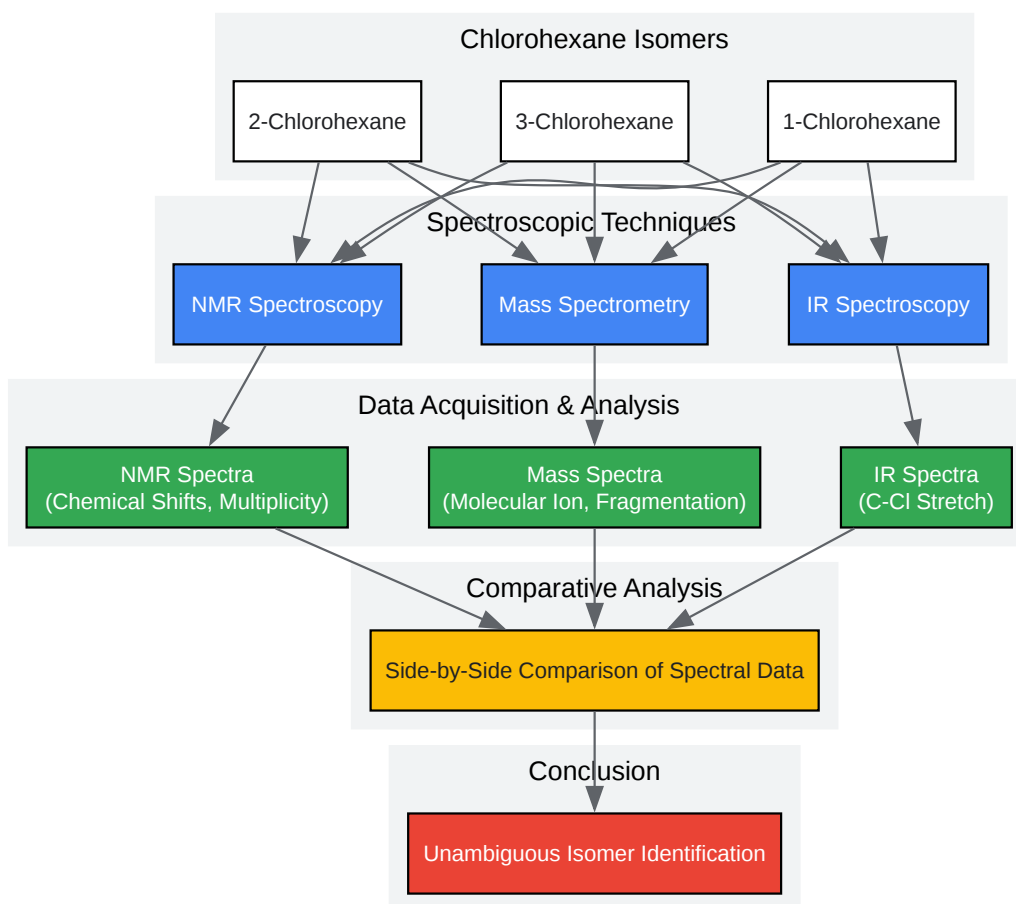 Chlorohexane Isomers
2-Chlorohexane
3-Chlorohexane
1-Chlorohexane
Spectroscopic Techniques
NMR Spectroscopy
Mass Spectrometry
IR Spectroscopy
Data Acquisition & Analysis
NMR Spectra
(Chemical Shifts, Multiplicity)
Mass Spectra
(Molecular Ion, Fragmentation)
IR Spectra
(C-Cl Stretch)
Comparative Analysis
Side-by-Side Comparison of Spectral Data
Conclusion
Unambiguous Isomer Identification